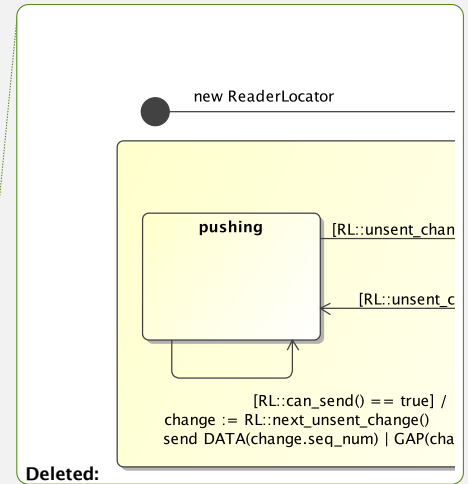 new ReaderLocator
pushing
[RL::unsent_chan
[RL::unsent_c
[RL::can_send() == true] /
change := RL::next_unsent_change()
send DATA(change.seq_num) | GAP(cha
Deleted: